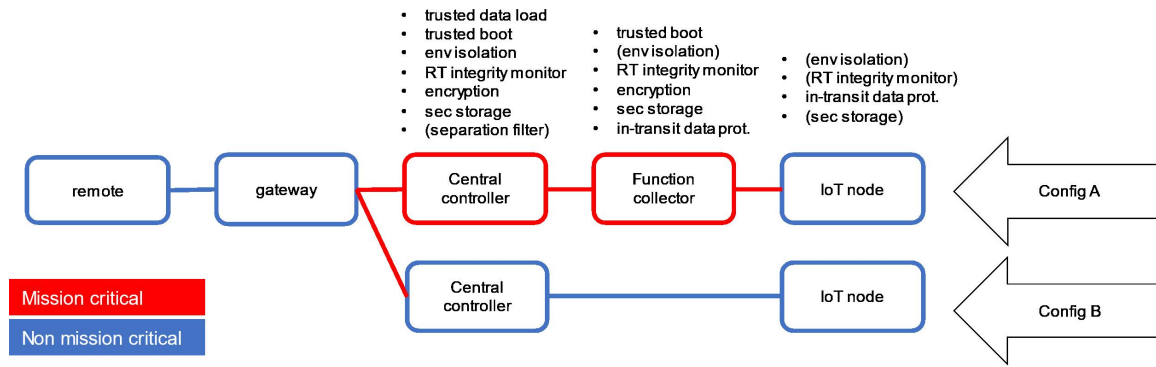 • trusted data load
• trusted boot
• env isolation
• RT integrity monitor
• encryption
• sec storage
• (separation filter)
• trusted boot
• (env isolation)
• RT integrity monitor
• encryption
• sec storage
• in-transit data prot.
• (env isolation)
• (RT integrity monitor)
• in-transit data prot.
• (sec storage)
remote
gateway
Central
controller
Function
collector
IoT node
Config A
Mission critical
Non mission critical
Central
controller
IoT node
Config B